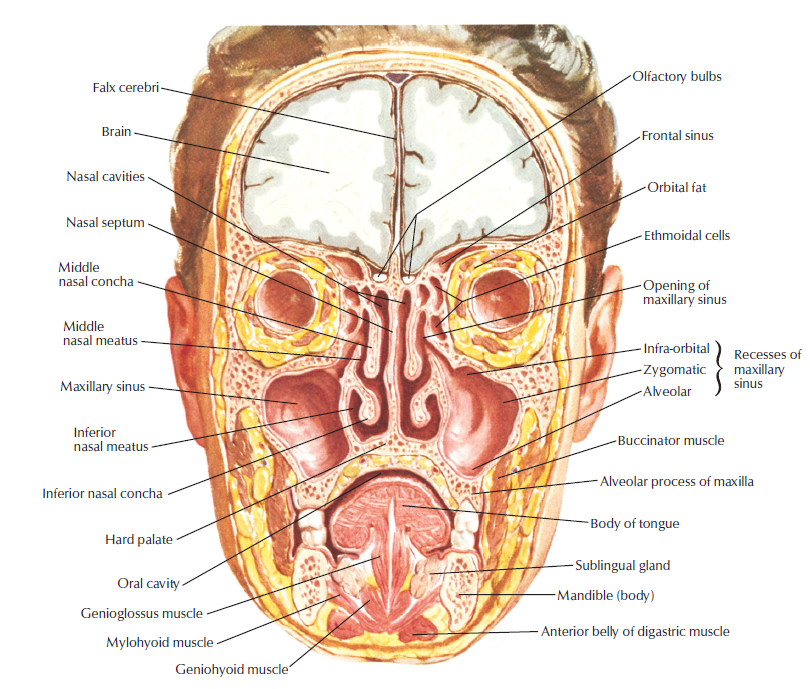 Falx cerebri
Brain
Nasal cavities
Nasal septum
Middle
nasal concha
Middle
nasal meatus
Maxillary sinus
Inferior
nasal meatus
Inferior nasal concha
Hard palate
Oral cavity
Genioglossus muscle
Mylohyoid muscle
Geniohyoid muscle
Olfactory bulbs
Frontal sinus
Orbital fat
Ethmoidal cells
Opening of
maxillary sinus
Infra-orbital
Zygomatic
Alveolar
Recesses of
maxillary
sinus
Buccinator muscle
Alveolar process of maxilla
Body of tongue
Sublingual gland
Mandible (body)
Anterior belly of digastric muscle